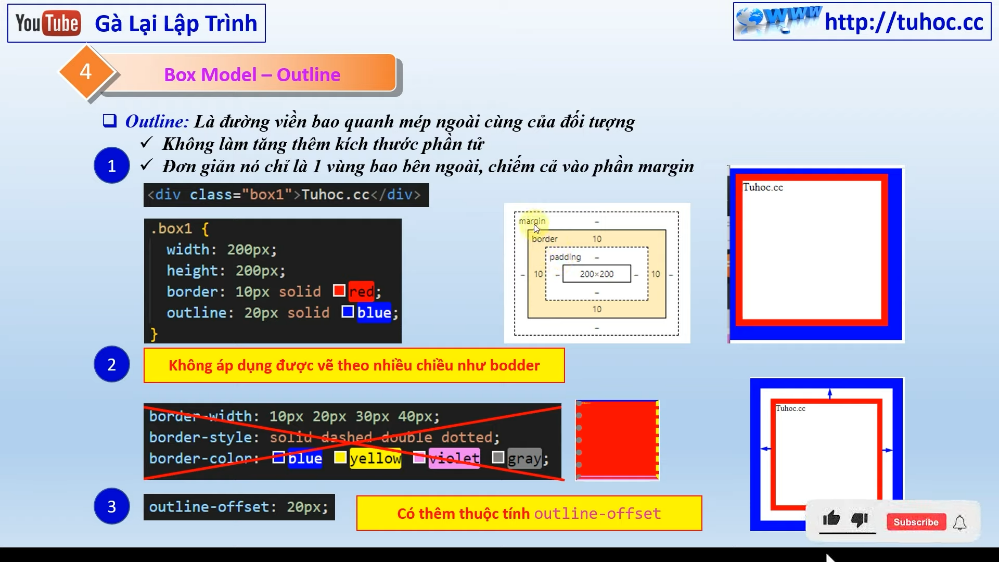 YouTube Gà Lại Lập Trình
www http://tuhoc.cc
4 Box Model – Outline
Outline: Là đường viền bao quanh mép ngoài cùng của đối tượng
Không làm tăng thêm kích thước phần tử
1 Đơn giản nó chỉ là 1 vùng bao bên ngoài, chiếm cả vào phần margin
<div class="box1">Tuhoc.cc</div>
.box1 {
width: 200px;
height: 200px;
border: 10px solid red;
outline: 20px solid blue;
}
margin –
border 10
padding –
– 10 – 200×200 – 10 –
–
10
–
Tuhoc.cc
2 Không áp dụng được vẽ theo nhiều chiều như bodder
border-width: 10px 20px 30px 40px;
border-style: solid dashed double dotted;
border-color: blue yellow violet gray;
Tuhoc.cc
3 outline-offset: 20px;
Có thêm thuộc tính outline-offset
Subscribe